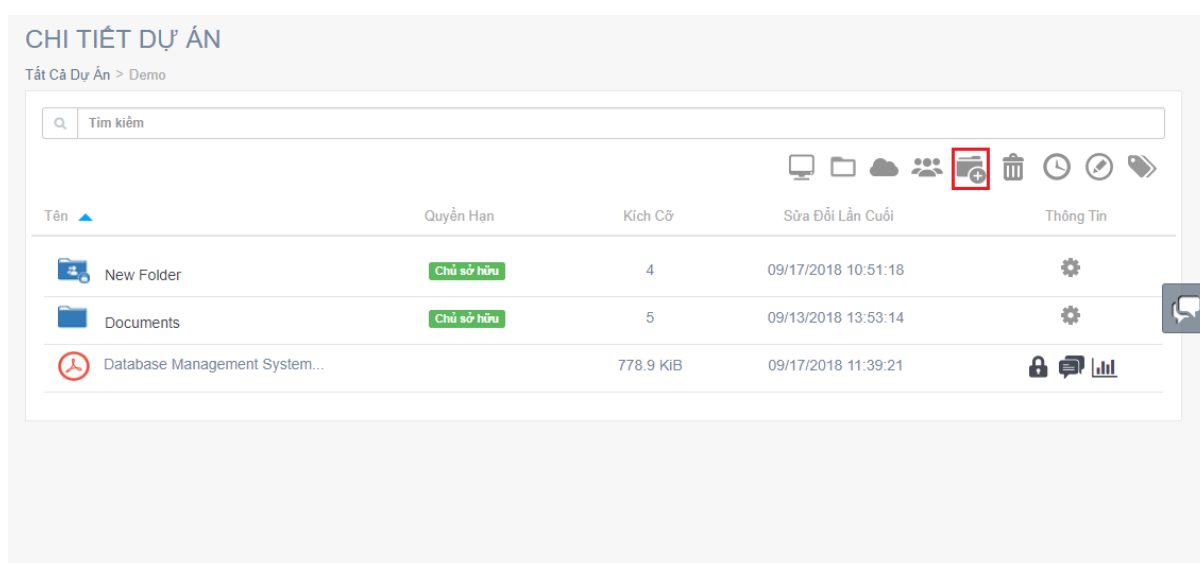 CHI TIẾT DỰ ÁN
Tất Cả Dự Án > Demo
Tìm kiếm
Tên Quyền Hạn Kích Cỡ Sửa Đổi Lần Cuối Thông Tin
New Folder Chủ sở hữu 4 09/17/2018 10:51:18
Documents Chủ sở hữu 5 09/13/2018 13:53:14
Database Management System... 778.9 KiB 09/17/2018 11:39:21